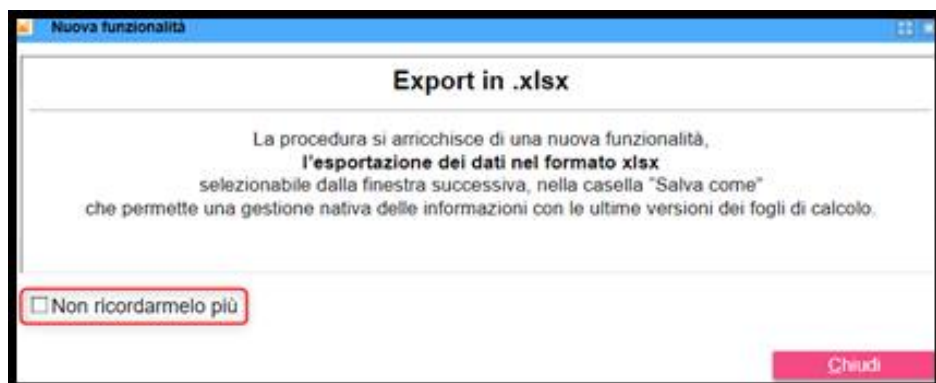 Nuova funzionalità
Export in .xlsx
La procedura si arricchisce di una nuova funzionalità,
l'esportazione dei dati nel formato xlsx
selezionabile dalla finestra successiva, nella casella "Salva come"
che permette una gestione nativa delle informazioni con le ultime versioni dei fogli di calcolo.
Non ricordarmelo più
Chiudi